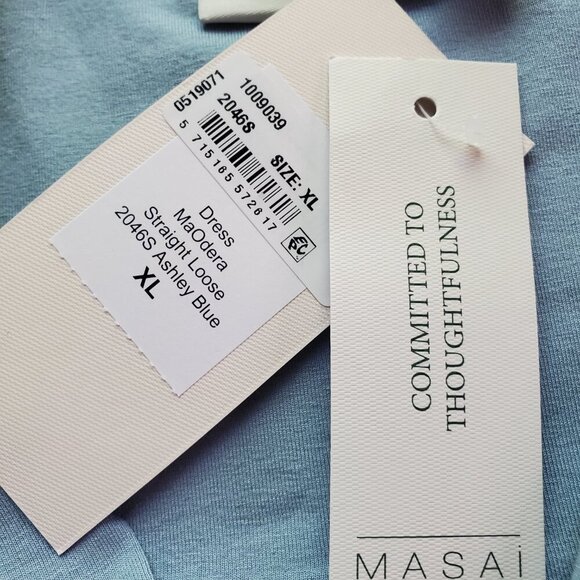 0519071
1009039
2046S
SIZE: XL
5 715165 572617
EPC
Dress
MaOdera
Straight Loose
2046S Ashley Blue
XL
COMMITTED TO
THOUGHTFULNESS
MASAI